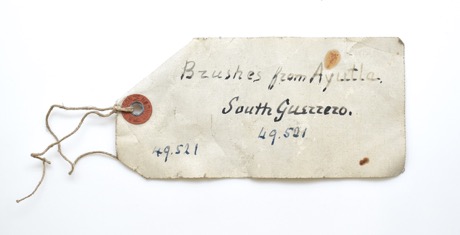 Brushes from Ayutla.
South Guerrero.
49.521
49.521